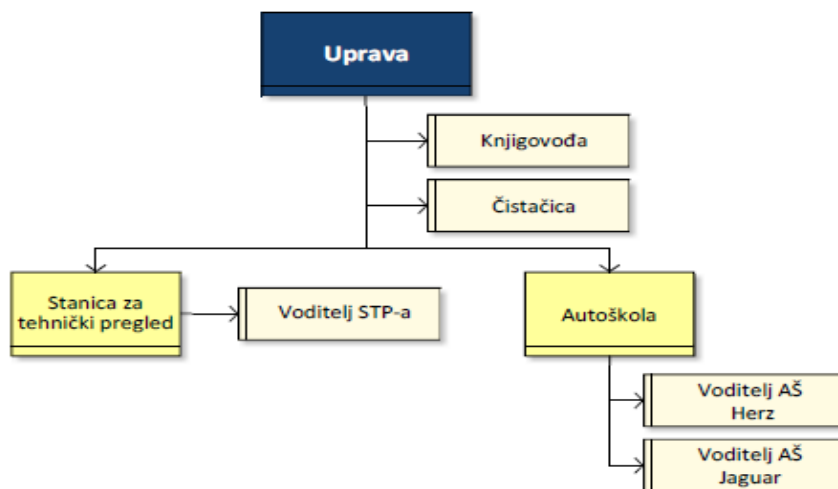 Uprava
Knjigovođa
Čistačica
Stanica za
tehnički pregled
Voditelj STP-a
Autoškola
Voditelj AŠ
Herz
Voditelj AŠ
Jaguar